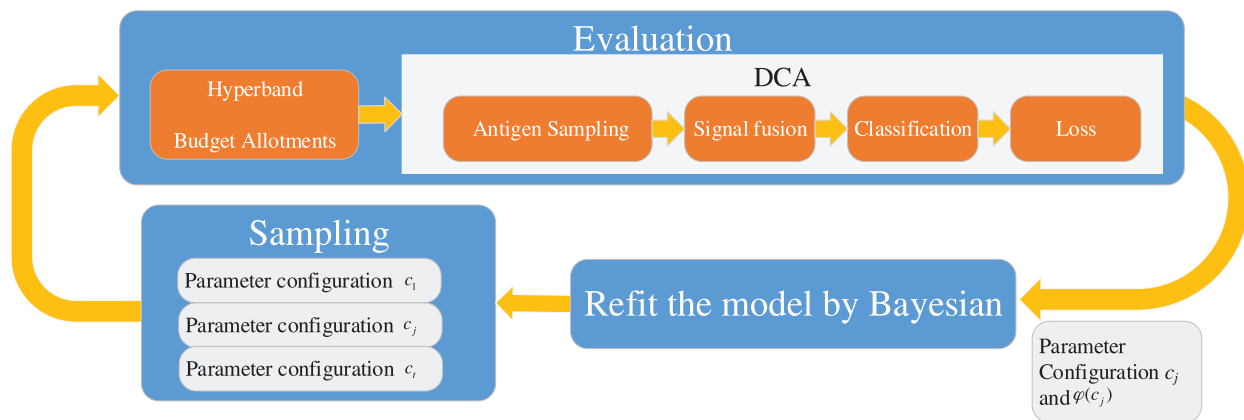 Evaluation
Hyperband
Budget Allotments
DCA
Antigen Sampling
Signal fusion
Classification
Loss
Sampling
Parameter configuration c₁
Parameter configuration cⱼ
Parameter configuration cₜ
Refit the model by Bayesian
Parameter
Configuration cⱼ
and φ(cⱼ)